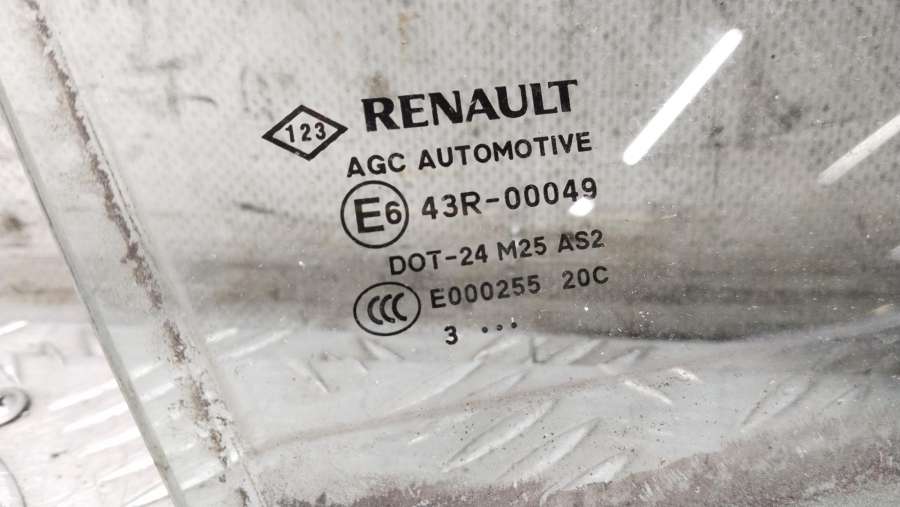 RENAULT
123
AGC AUTOMOTIVE
E6 43R-00049
DOT-24 M25 AS2
CCC E000255 20C
3 ...